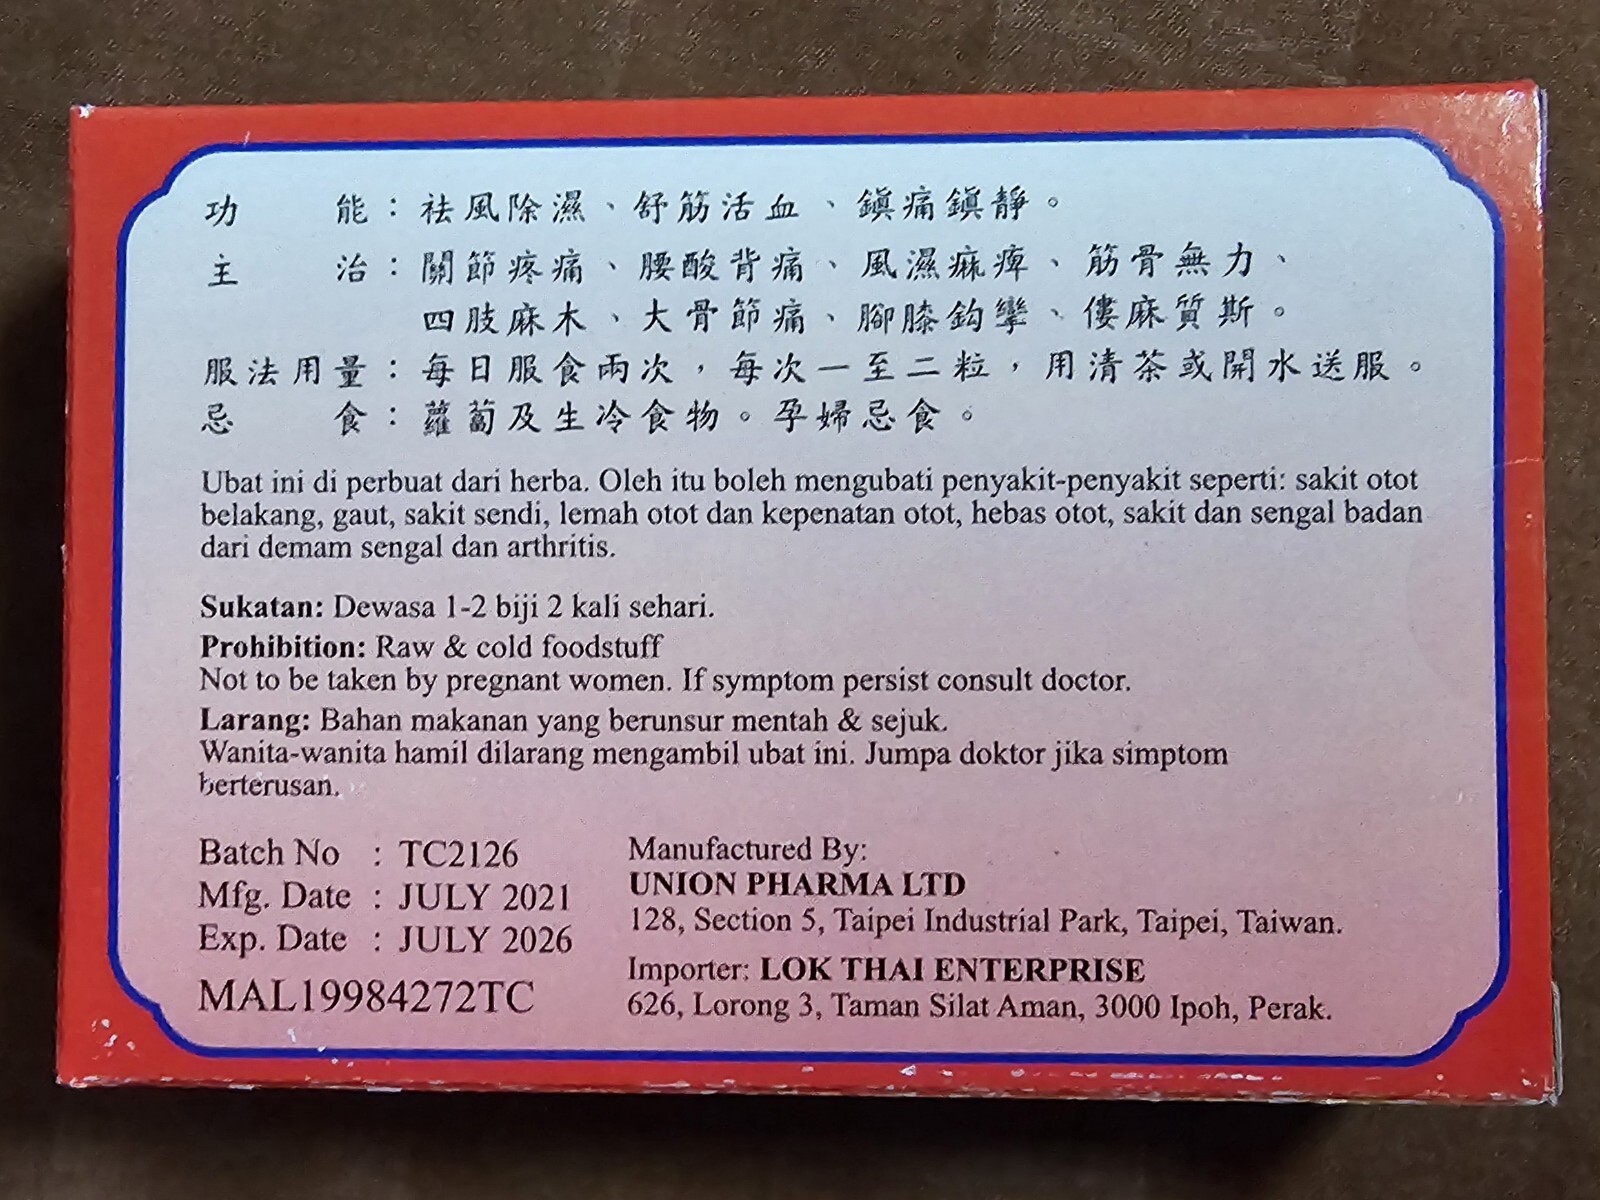 功　　能：祛風除濕、舒筋活血、鎮痛鎮靜。
主　　治：關節疼痛、腰酸背痛、風濕痳痺、筋骨無力、
四肢麻木、大骨節痛、腳膝鈎攣、僂麻質斯。
服法用量：每日服食兩次，每次一至二粒，用清茶或開水送服。
忌　　食：蘿蔔及生冷食物。孕婦忌食。
Ubat ini di perbuat dari herba. Oleh itu boleh mengubati penyakit-penyakit seperti: sakit otot
belakang, gaut, sakit sendi, lemah otot dan kepenatan otot, hebas otot, sakit dan sengal badan
dari demam sengal dan arthritis.
Sukatan: Dewasa 1-2 biji 2 kali sehari.
Prohibition: Raw & cold foodstuff
Not to be taken by pregnant women. If symptom persist consult doctor.
Larang: Bahan makanan yang berunsur mentah & sejuk.
Wanita-wanita hamil dilarang mengambil ubat ini. Jumpa doktor jika simptom
berterusan.
Batch No : TC2126
Mfg. Date : JULY 2021
Exp. Date : JULY 2026
MAL19984272TC
Manufactured By:
UNION PHARMA LTD
128, Section 5, Taipei Industrial Park, Taipei, Taiwan.
Importer: LOK THAI ENTERPRISE
626, Lorong 3, Taman Silat Aman, 3000 Ipoh, Perak.